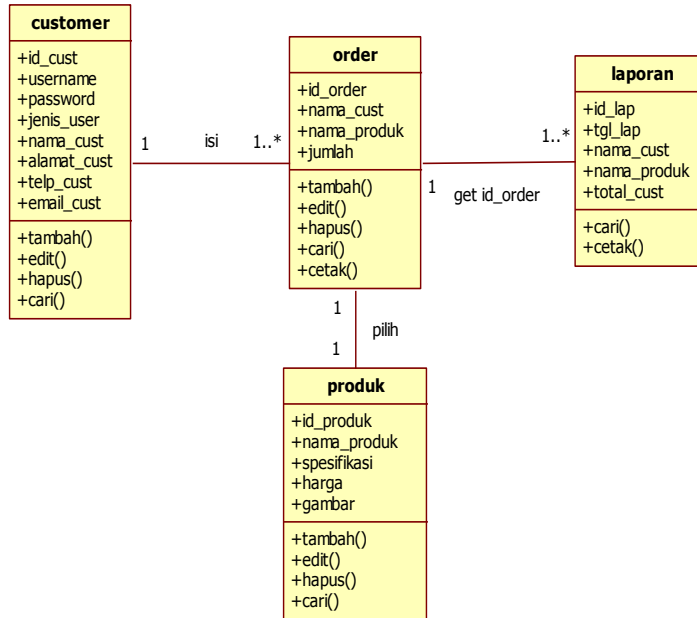 customer
+id_cust
+username
+password
+jenis_user
+nama_cust
+alamat_cust
+telp_cust
+email_cust
+tambah()
+edit()
+hapus()
+cari()
1
isi
1..*
order
+id_order
+nama_cust
+nama_produk
+jumlah
+tambah()
+edit()
+hapus()
+cari()
+cetak()
1
get id_order
1..*
laporan
+id_lap
+tgl_lap
+nama_cust
+nama_produk
+total_cust
+cari()
+cetak()
1
pilih
1
produk
+id_produk
+nama_produk
+spesifikasi
+harga
+gambar
+tambah()
+edit()
+hapus()
+cari()